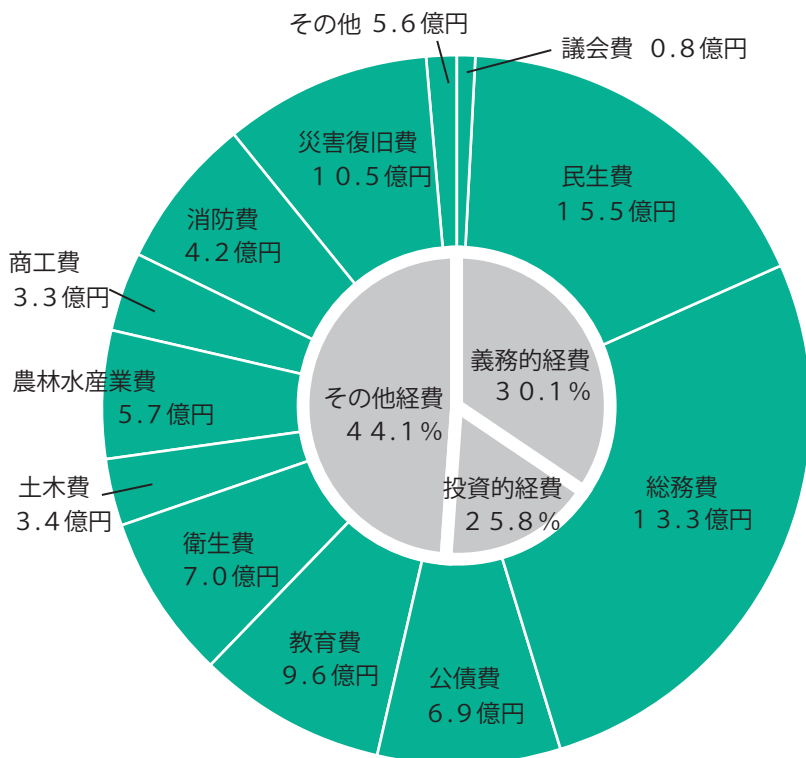 その他 5.6億円
議会費 0.8億円
民生費
15.5億円
総務費
13.3億円
公債費
6.9億円
教育費
9.6億円
衛生費
7.0億円
土木費
3.4億円
農林水産業費
5.7億円
商工費
3.3億円
消防費
4.2億円
災害復旧費
10.5億円
義務的経費
30.1%
投資的経費
25.8%
その他経費
44.1%